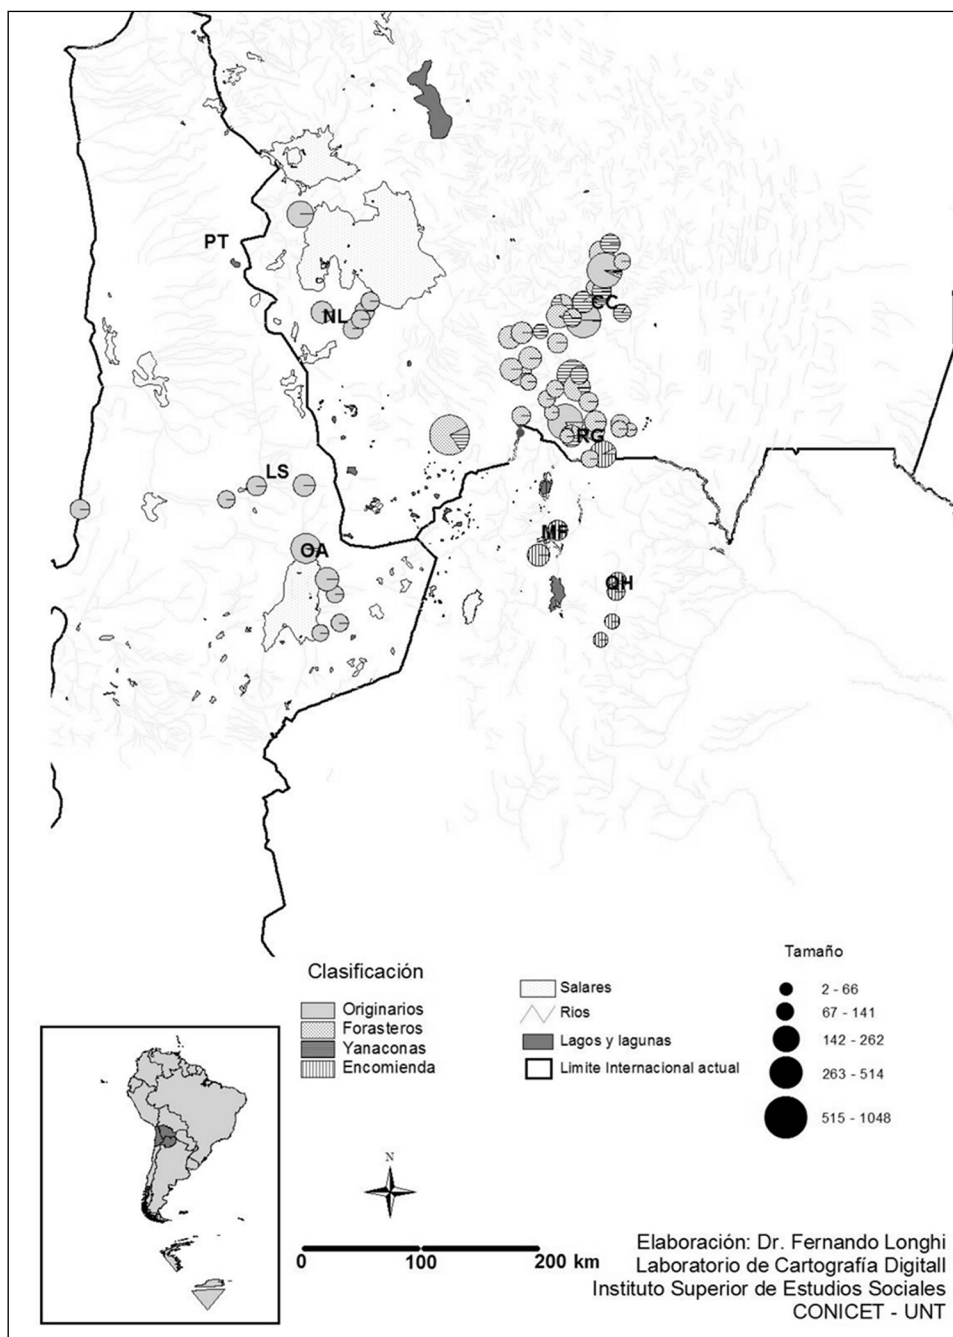 PT
NL
CC
RG
LS
OA
MF
QH
Clasificación
Originarios
Forasteros
Yanaconas
Encomienda
Salares
Rios
Lagos y lagunas
Limite Internacional actual
Tamaño
2 - 66
67 - 141
142 - 262
263 - 514
515 - 1048
N
0 100 200 km
Elaboración: Dr. Fernando Longhi
Laboratorio de Cartografía Digitall
Instituto Superior de Estudios Sociales
CONICET - UNT